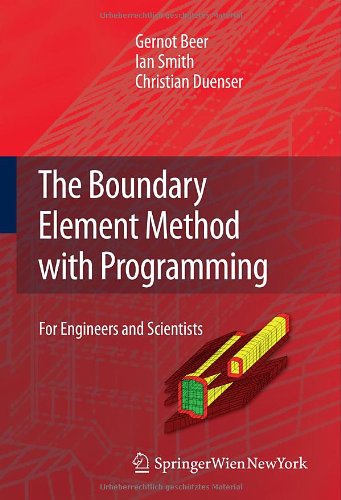 Urheberrechtlich geschütztes Material
Gernot Beer
Ian Smith
Christian Duenser
The Boundary
Element Method
with Programming
For Engineers and Scientists
SpringerWienNewYork
Urheberrechtlich geschütztes Material